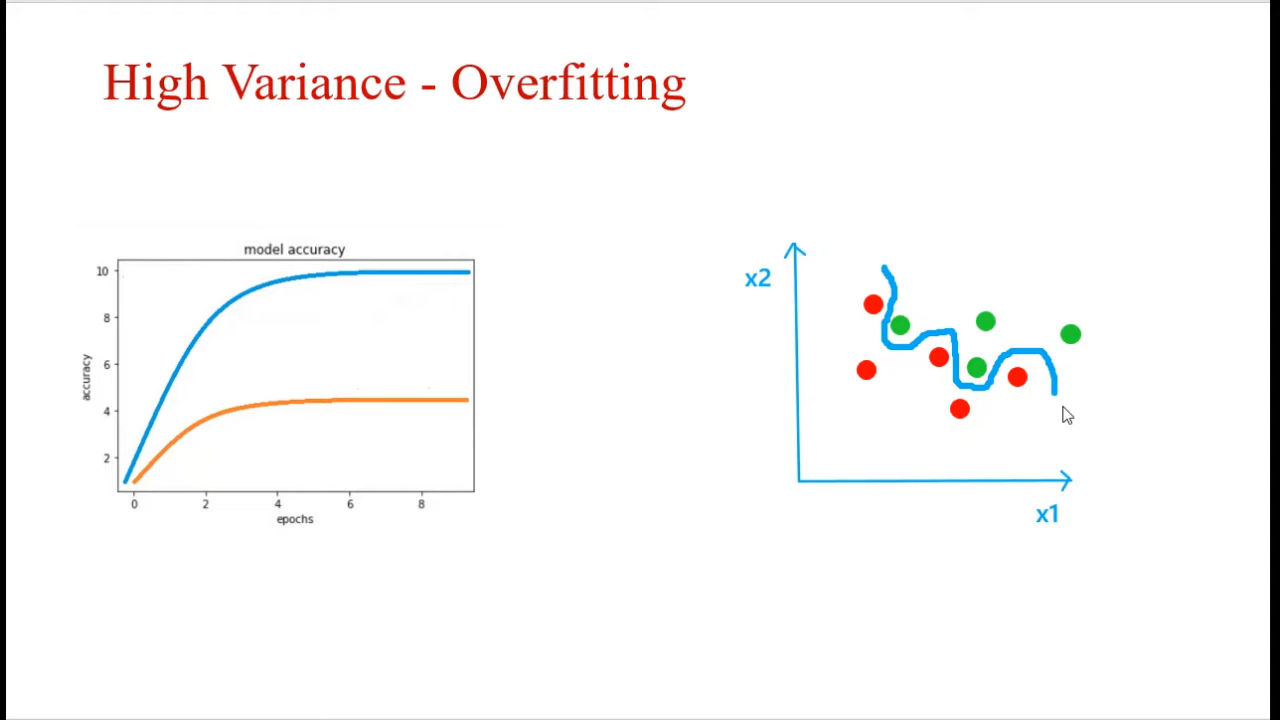 High Variance - Overfitting
model accuracy
10
8
6
4
2
accuracy
0 2 4 6 8
epochs
x2
x1